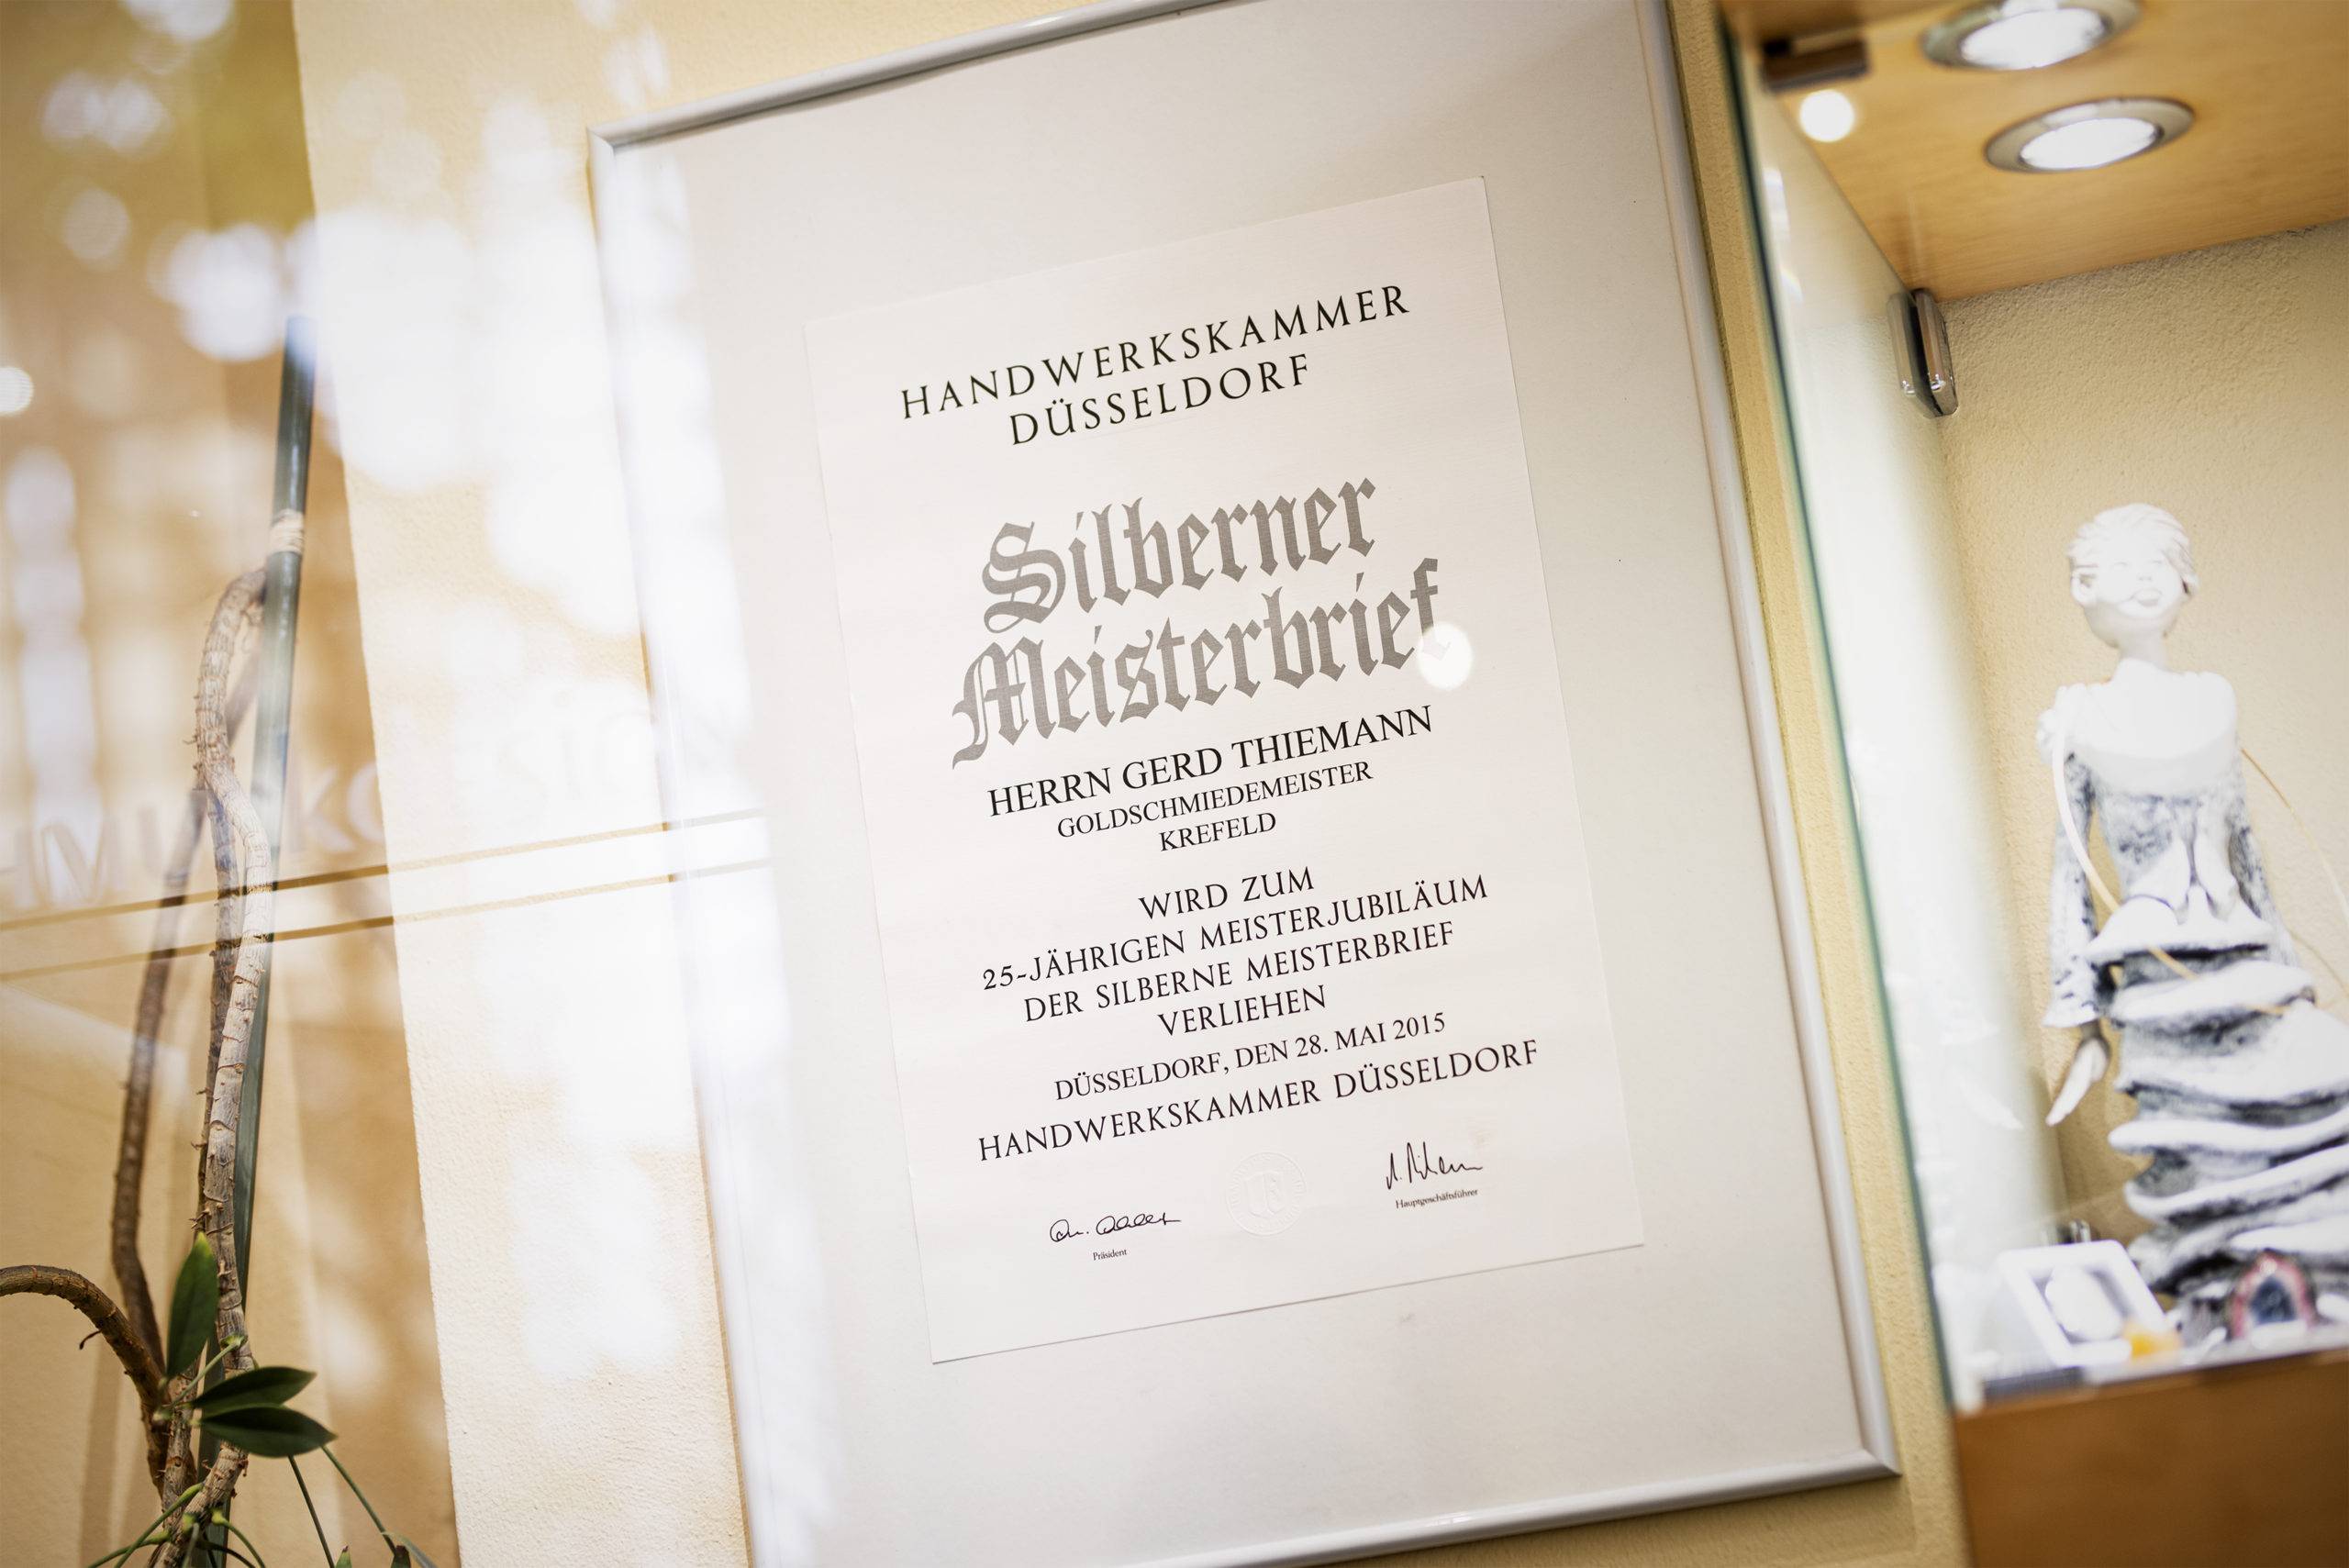 HANDWERKSKAMMER
DÜSSELDORF
Silberner
Meisterbrief
HERRN GERD THIEMANN
GOLDSCHMIEDEMEISTER
KREFELD
WIRD ZUM
25-JÄHRIGEN MEISTERJUBILÄUM
DER SILBERNE MEISTERBRIEF
VERLIEHEN
DÜSSELDORF, DEN 28. MAI 2015
HANDWERKSKAMMER DÜSSELDORF
Präsident
Hauptgeschäftsführer